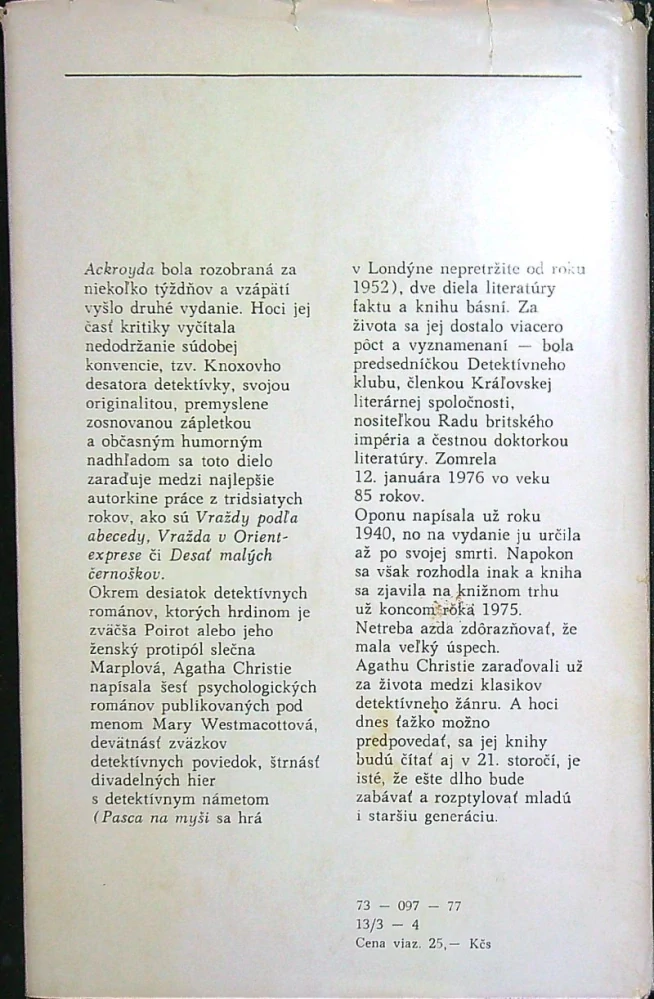 Ackroyda bola rozobraná za
niekoľko týždňov a vzápätí
vyšlo druhé vydanie. Hoci jej
časť kritiky vyčítala
nedodržanie súdobej
konvencie, tzv. Knoxovho
desatora detektívky, svojou
originalitou, premyslene
zosnovanou zápletkou
a občasným humorným
nadhľadom sa toto dielo
zaraďuje medzi najlepšie
autorkine práce z tridsiatych
rokov, ako sú Vraždy podľa
abecedy, Vražda v Orient-
exprese či Desať malých
černoškov.
Okrem desiatok detektívnych
románov, ktorých hrdinom je
zväčša Poirot alebo jeho
ženský protipól slečna
Marplová, Agatha Christie
napísala šesť psychologických
románov publikovaných pod
menom Mary Westmacottová,
devätnásť zväzkov
detektívnych poviedok, štrnásť
divadelných hier
s detektívnym námetom
(Pasca na myši sa hrá
v Londýne nepretržite od roku
1952), dve diela literatúry
faktu a knihu básní. Za
života sa jej dostalo viacero
pôct a vyznamenaní — bola
predsedníčkou Detektívneho
klubu, členkou Kráľovskej
literárnej spoločnosti,
nositeľkou Radu britského
impéria a čestnou doktorkou
literatúry. Zomrela
12. januára 1976 vo veku
85 rokov.
Oponu napísala už roku
1940, no na vydanie ju určila
až po svojej smrti. Napokon
sa však rozhodla inak a kniha
sa zjavila na knižnom trhu
už koncom roka 1975.
Netreba azda zdôrazňovať, že
mala veľký úspech.
Agathu Christie zaraďovali už
za života medzi klasikov
detektívneho žánru. A hoci
dnes ťažko možno
predpovedať, sa jej knihy
budú čítať aj v 21. storočí, je
isté, že ešte dlho bude
zabávať a rozptylovať mladú
i staršiu generáciu.
73 — 097 — 77
13/3 — 4
Cena viaz. 25,— Kčs